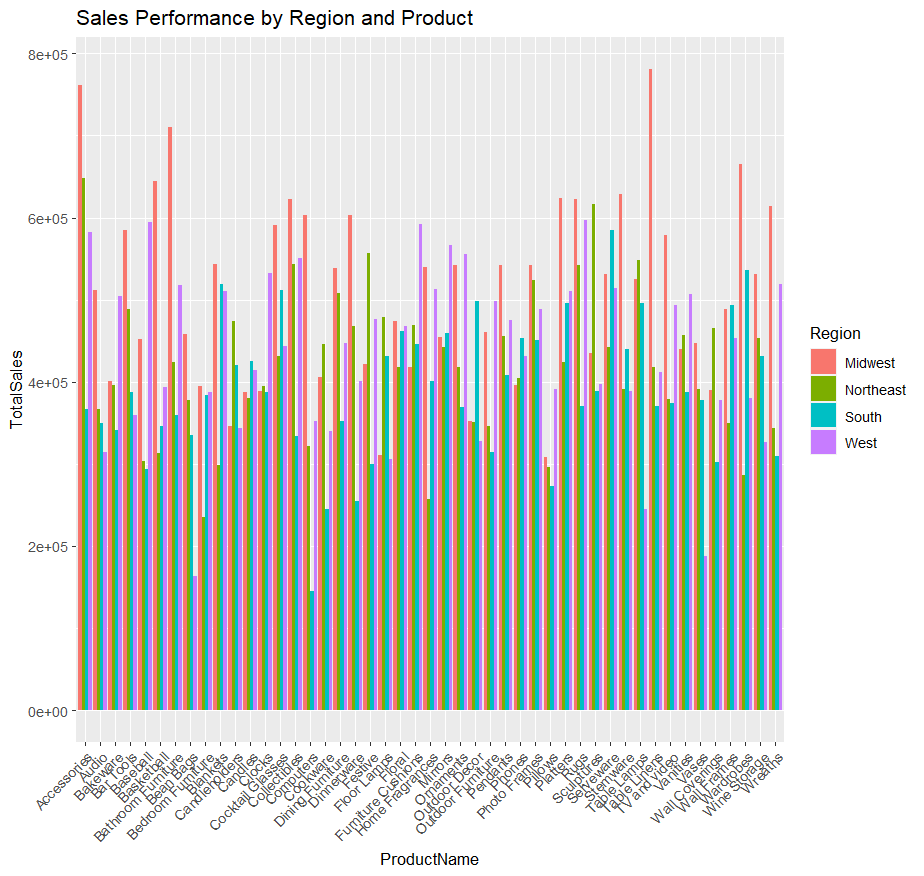 Sales Performance by Region and Product
TotalSales
8e+05
6e+05
4e+05
2e+05
0e+00
Accessories
Audio
Bakeware
Bar Tools
Baseball
Basketball
Bathroom Furniture
Bean Bags
Bedroom Furniture
Blankets
Candleholders
Candles
Clocks
Cocktail Glasses
Collectibles
Computers
Cookware
Dining Furniture
Dinnerware
Festive
Floor Lamps
Floral
Furniture Cushions
Home Fragrances
Mirrors
Ornaments
Outdoor Decor
Outdoor Furniture
Pendants
Phones
Photo Frames
Pillows
Platters
Rugs
Sculptures
Serveware
Stemware
Table Lamps
Table Linens
TV and Video
Vanities
Vases
Wall Coverings
Wall Frames
Wardrobes
Wine Storage
Wreaths
ProductName
Region
Midwest
Northeast
South
West